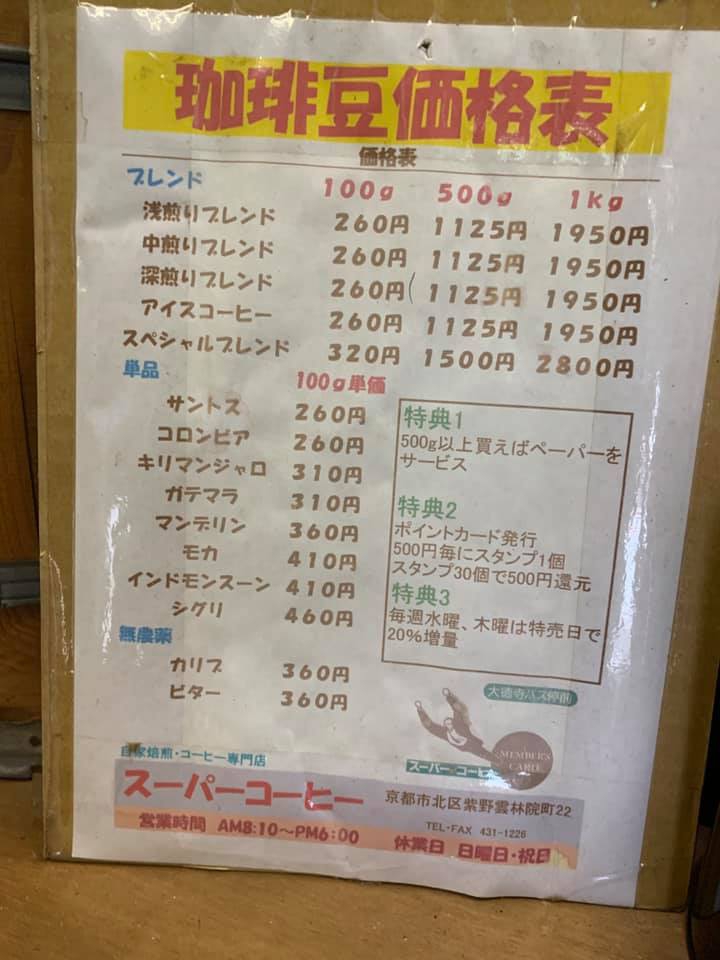 珈琲豆価格表
価格表
ブレンド 100g 500g 1kg
浅煎りブレンド 260円 1125円 1950円
中煎りブレンド 260円 1125円 1950円
深煎りブレンド 260円 1125円 1950円
アイスコーヒー 260円 1125円 1950円
スペシャルブレンド 320円 1500円 2800円
単品 100g単価
サントス 260円
コロンビア 260円
キリマンジャロ 310円
ガテマラ 310円
マンデリン 360円
モカ 410円
インドモンスーン 410円
シグリ 460円
無農薬
カリブ 360円
ビター 360円
特典1
500g以上買えばペーパーを
サービス
特典2
ポイントカード発行
500円毎にスタンプ1個
スタンプ30個で500円還元
特典3
毎週水曜、木曜は特売日で
20%増量
大徳寺バス停前
MEMBER'S
CARD
スーパーコーヒー
自家焙煎・コーヒー専門店
スーパーコーヒー
京都市北区紫野雲林院町22
TEL・FAX 431-1226
営業時間 AM8:10～PM6:00
休業日 日曜日・祝日